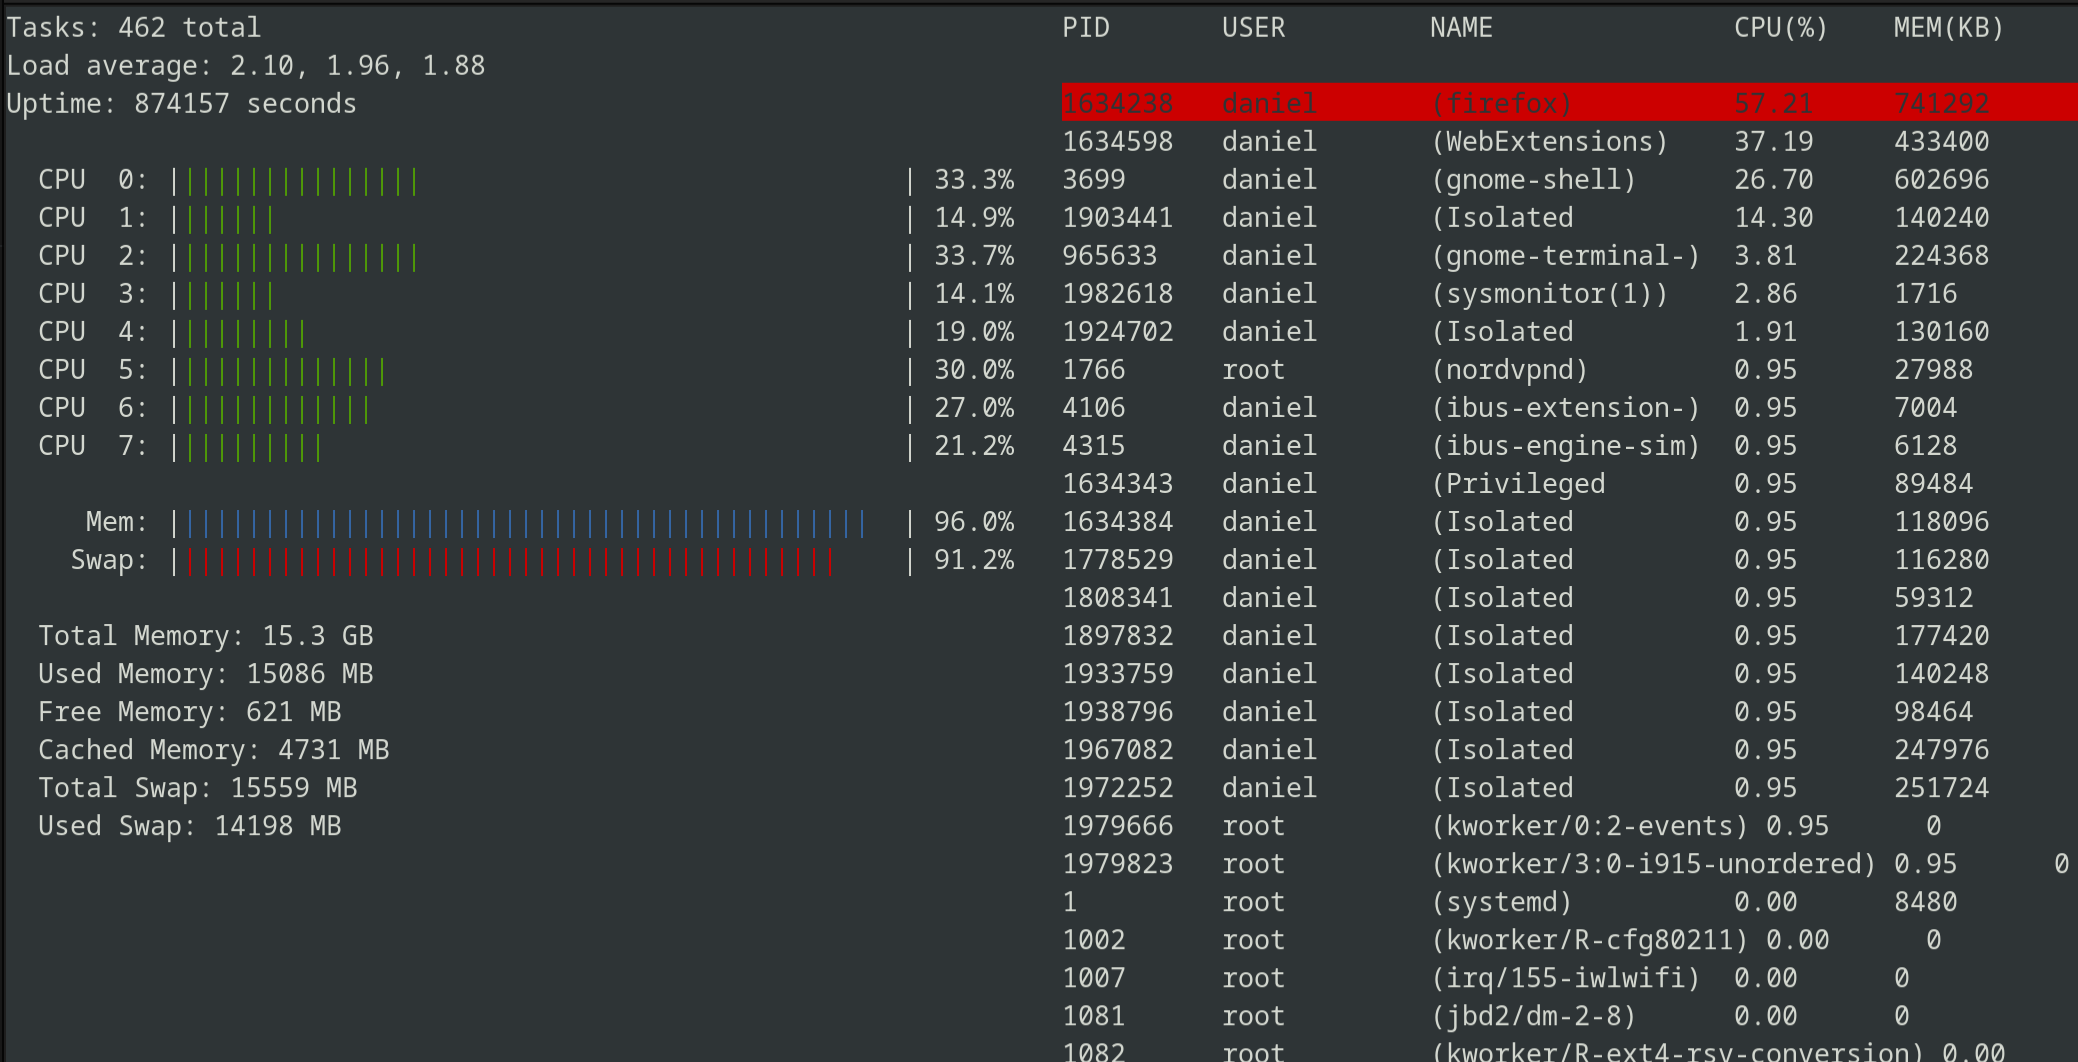 Tasks: 462 total
Load average: 2.10, 1.96, 1.88
Uptime: 874157 seconds
CPU 0: | |||||||||||||||| | 33.3%
CPU 1: | |||||| | 14.9%
CPU 2: | ||||||||||||||| | 33.7%
CPU 3: | |||||| | 14.1%
CPU 4: | |||||||| | 19.0%
CPU 5: | ||||||||||||| | 30.0%
CPU 6: | |||||||||||| | 27.0%
CPU 7: | ||||||||| | 21.2%
Mem: | ||||||||||||||||||||||||||||||||||||||||||| | 96.0%
Swap: | ||||||||||||||||||||||||||||||||||||||||| | 91.2%
Total Memory: 15.3 GB
Used Memory: 15086 MB
Free Memory: 621 MB
Cached Memory: 4731 MB
Total Swap: 15559 MB
Used Swap: 14198 MB
PID USER NAME CPU(%) MEM(KB)
1634238 daniel (firefox) 57.21 741292
1634598 daniel (WebExtensions) 37.19 433400
3699 daniel (gnome-shell) 26.70 602696
1903441 daniel (Isolated 14.30 140240
965633 daniel (gnome-terminal-) 3.81 224368
1982618 daniel (sysmonitor(1)) 2.86 1716
1924702 daniel (Isolated 1.91 130160
1766 root (nordvpnd) 0.95 27988
4106 daniel (ibus-extension-) 0.95 7004
4315 daniel (ibus-engine-sim) 0.95 6128
1634343 daniel (Privileged 0.95 89484
1634384 daniel (Isolated 0.95 118096
1778529 daniel (Isolated 0.95 116280
1808341 daniel (Isolated 0.95 59312
1897832 daniel (Isolated 0.95 177420
1933759 daniel (Isolated 0.95 140248
1938796 daniel (Isolated 0.95 98464
1967082 daniel (Isolated 0.95 247976
1972252 daniel (Isolated 0.95 251724
1979666 root (kworker/0:2-events) 0.95 0
1979823 root (kworker/3:0-i915-unordered) 0.95 0
1 root (systemd) 0.00 8480
1002 root (kworker/R-cfg80211) 0.00 0
1007 root (irq/155-iwlwifi) 0.00 0
1081 root (jbd2/dm-2-8) 0.00 0
1082 root (kworker/R-ext4-rsv-conversion) 0.00